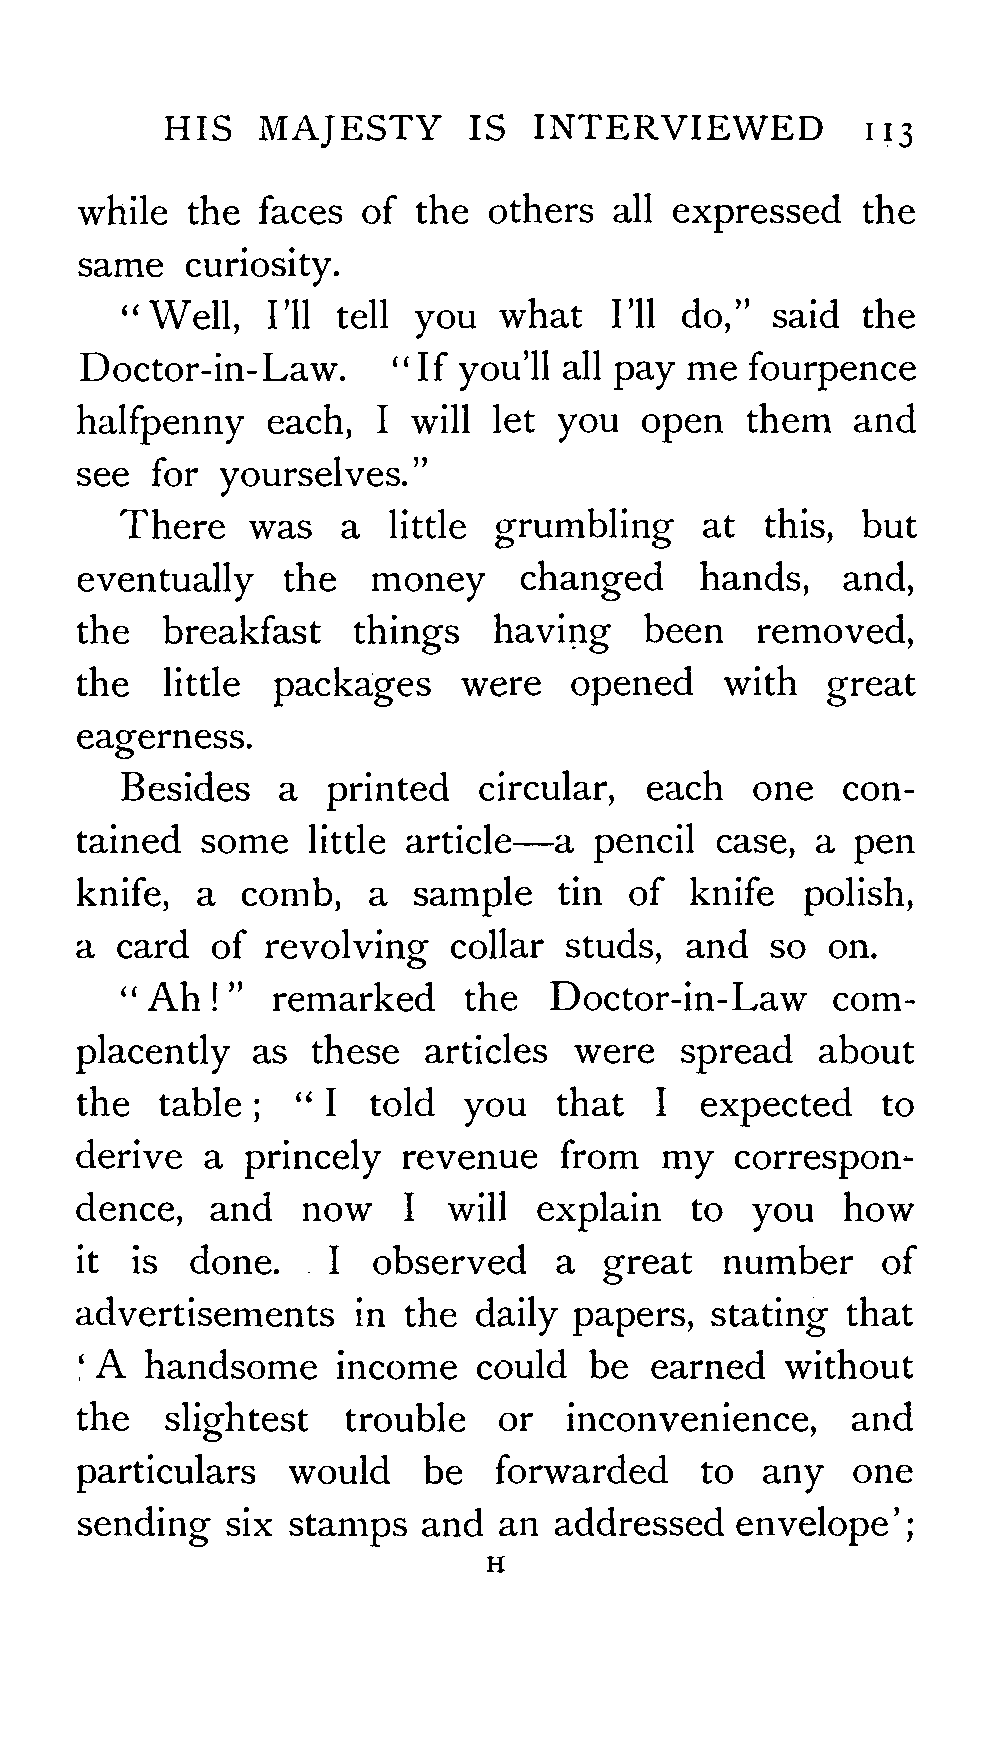 HIS MAJESTY IS INTERVIEWED 113
while the faces of the others all expressed the
same curiosity.
“Well, I’ll tell you what I’ll do,” said the
Doctor-in-Law. “If you’ll all pay me fourpence
halfpenny each, I will let you open them and
see for yourselves.”
There was a little grumbling at this, but
eventually the money changed hands, and,
the breakfast things having been removed,
the little packages were opened with great
eagerness.
Besides a printed circular, each one con-
tained some little article—a pencil case, a pen
knife, a comb, a sample tin of knife polish,
a card of revolving collar studs, and so on.
“Ah!” remarked the Doctor-in-Law com-
placently as these articles were spread about
the table; “I told you that I expected to
derive a princely revenue from my correspon-
dence, and now I will explain to you how
it is done. I observed a great number of
advertisements in the daily papers, stating that
‘A handsome income could be earned without
the slightest trouble or inconvenience, and
particulars would be forwarded to any one
sending six stamps and an addressed envelope’;
H